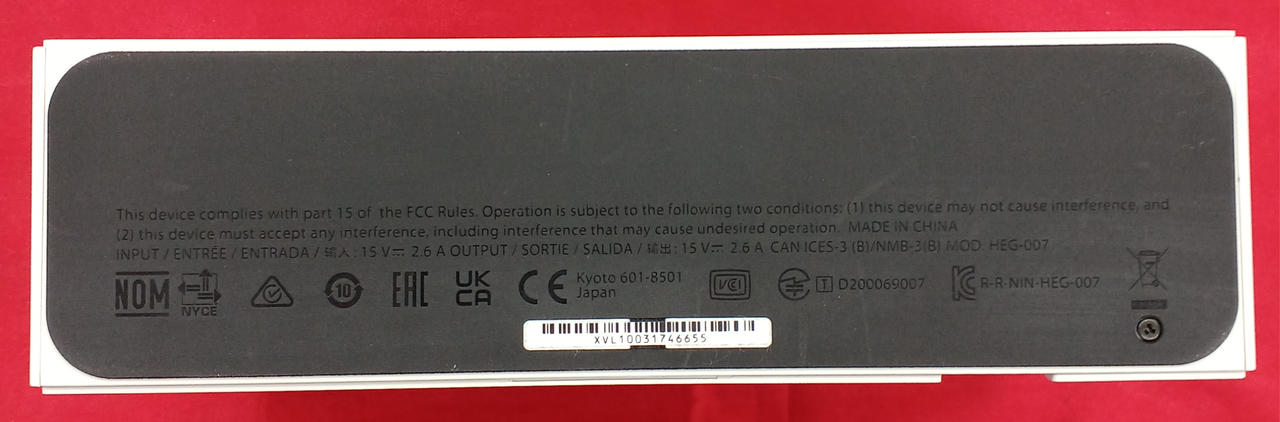 This device complies with part 15 of the FCC Rules. Operation is subject to the following two conditions: (1) this device may not cause interference, and
(2) this device must accept any interference, including interference that may cause undesired operation. MADE IN CHINA
INPUT / ENTRÉE / ENTRADA / 输入: 15 V⎓ 2.6 A OUTPUT / SORTIE / SALIDA / 输出: 15 V⎓ 2.6 A CAN ICES-3 (B)/NMB-3(B) MOD. HEG-007
NOM NYCE 10 EAC UK CA CE Kyoto 601-8501 Japan VCI T D200069007 R-R-NIN-HEG-007
XVL10031746655